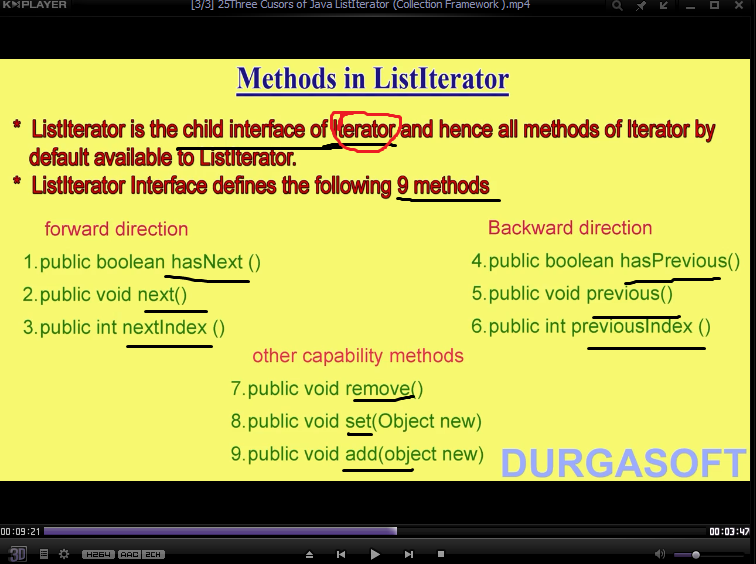 KMPLAYER
[3/3] 25Three Cusors of Java ListIterator (Collection Framework ).mp4
Methods in ListIterator
* ListIterator is the child interface of Iterator and hence all methods of Iterator by
default available to ListIterator.
* ListIterator Interface defines the following 9 methods
forward direction
1.public boolean hasNext ()
2.public void next()
3.public int nextIndex ()
Backward direction
4.public boolean hasPrevious()
5.public void previous()
6.public int previousIndex ()
other capability methods
7.public void remove()
8.public void set(Object new)
9.public void add(object new)
DURGASOFT
00:09:21
00:03:47
3D
H264 AAC 2CH